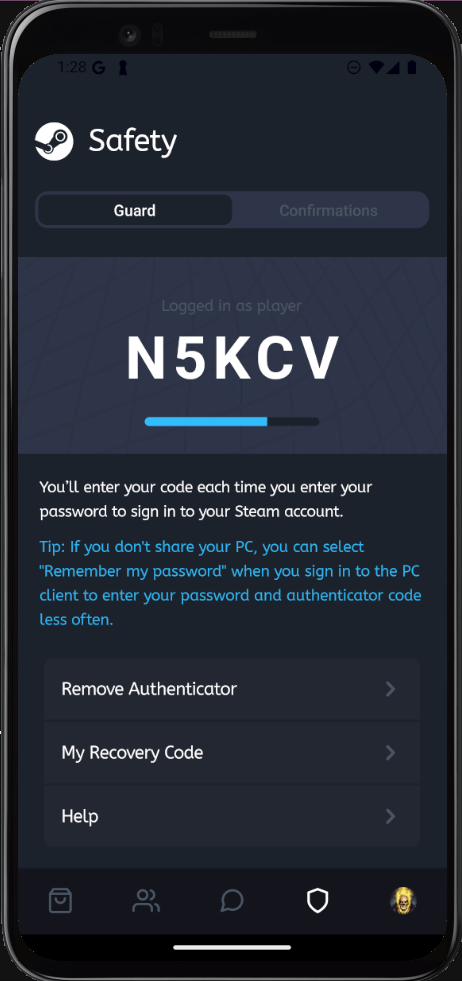 1:28
Safety
Guard
Confirmations
Logged in as player
N5KCV
You'll enter your code each time you enter your
password to sign in to your Steam account.
Tip: If you don't share your PC, you can select
"Remember my password" when you sign in to the PC
client to enter your password and authenticator code
less often.
Remove Authenticator
My Recovery Code
Help